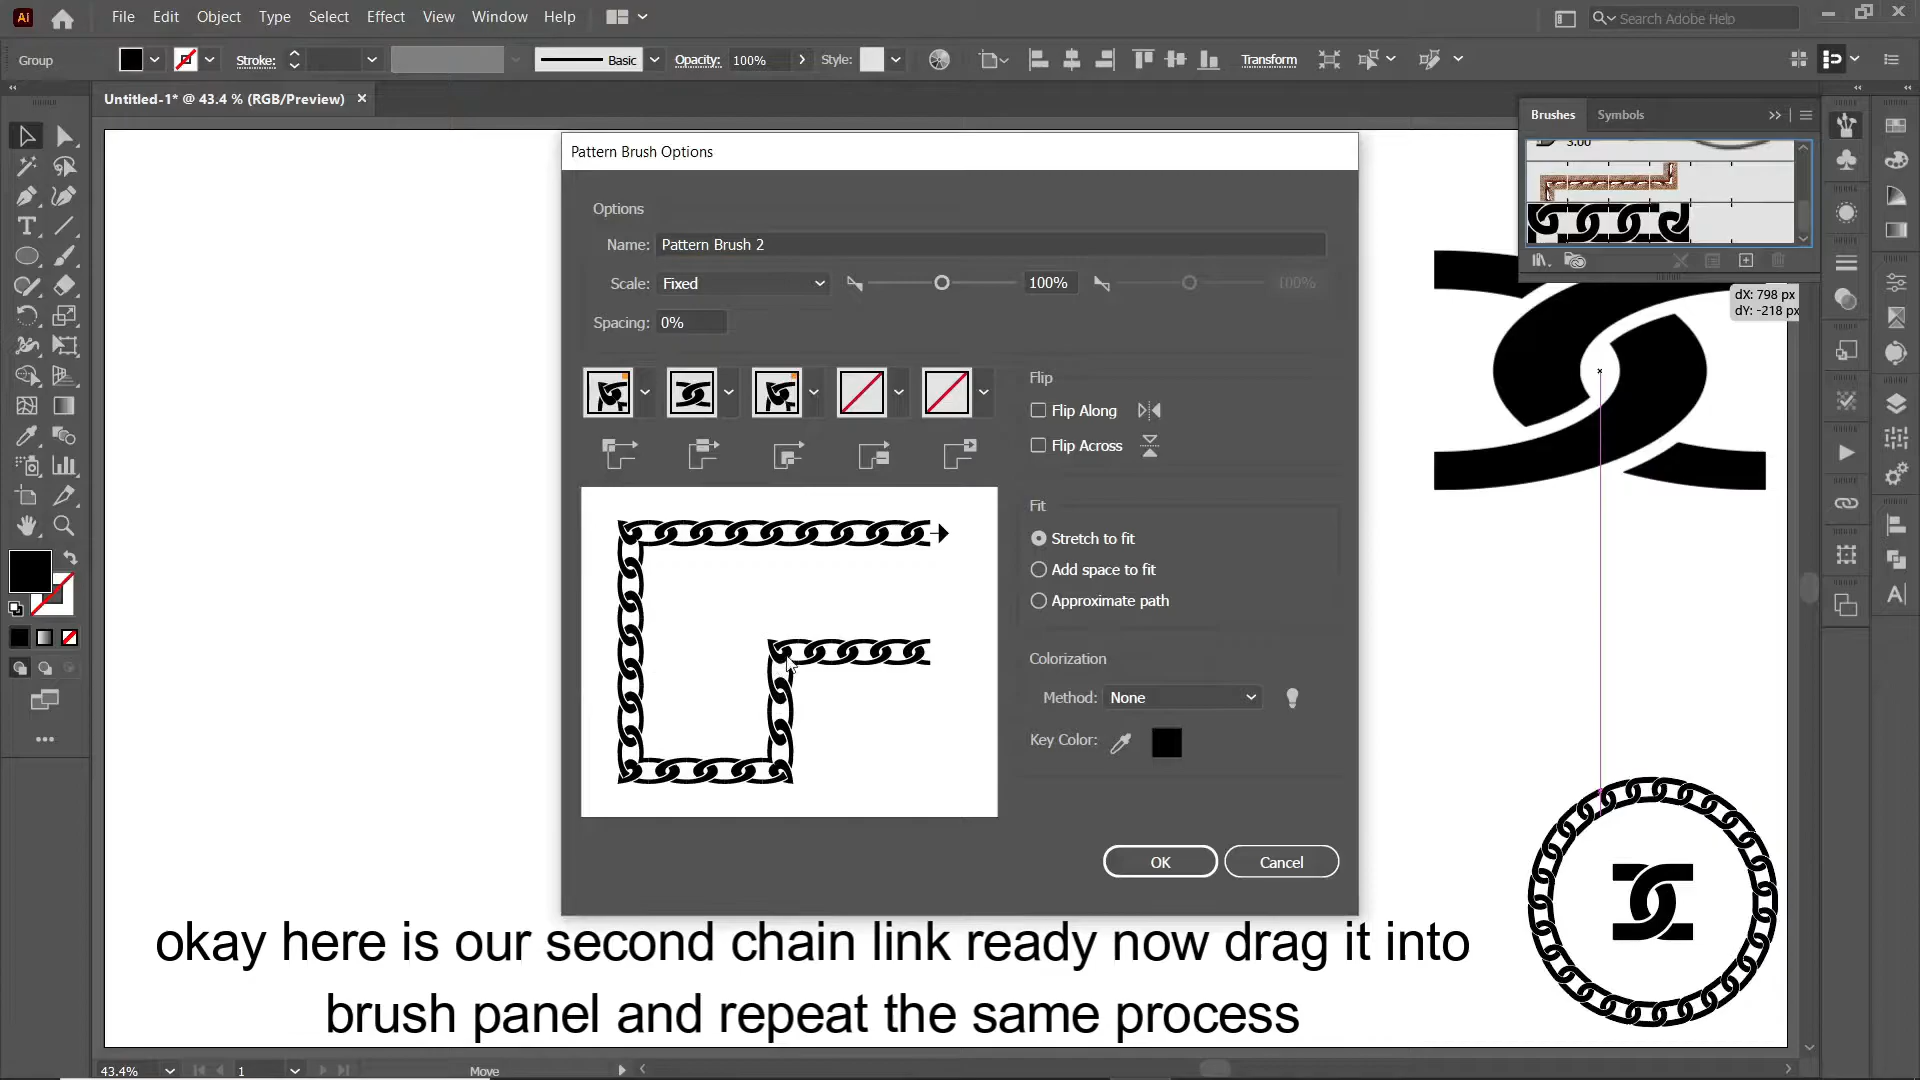 Ai File Edit Object Type Select Effect View Window Help Search Adobe Help
Group Stroke: Basic Opacity: 100% Style: Transform
Untitled-1* @ 43.4 % (RGB/Preview)
Brushes Symbols
3.00
dX: 798 px
dY: -218 px
Pattern Brush Options
Options
Name: Pattern Brush 2
Scale: Fixed 100% 100%
Spacing: 0%
Flip
Flip Along
Flip Across
Fit
Stretch to fit
Add space to fit
Approximate path
Colorization
Method: None
Key Color:
OK Cancel
okay here is our second chain link ready now drag it into
brush panel and repeat the same process
43.4% 1 Move